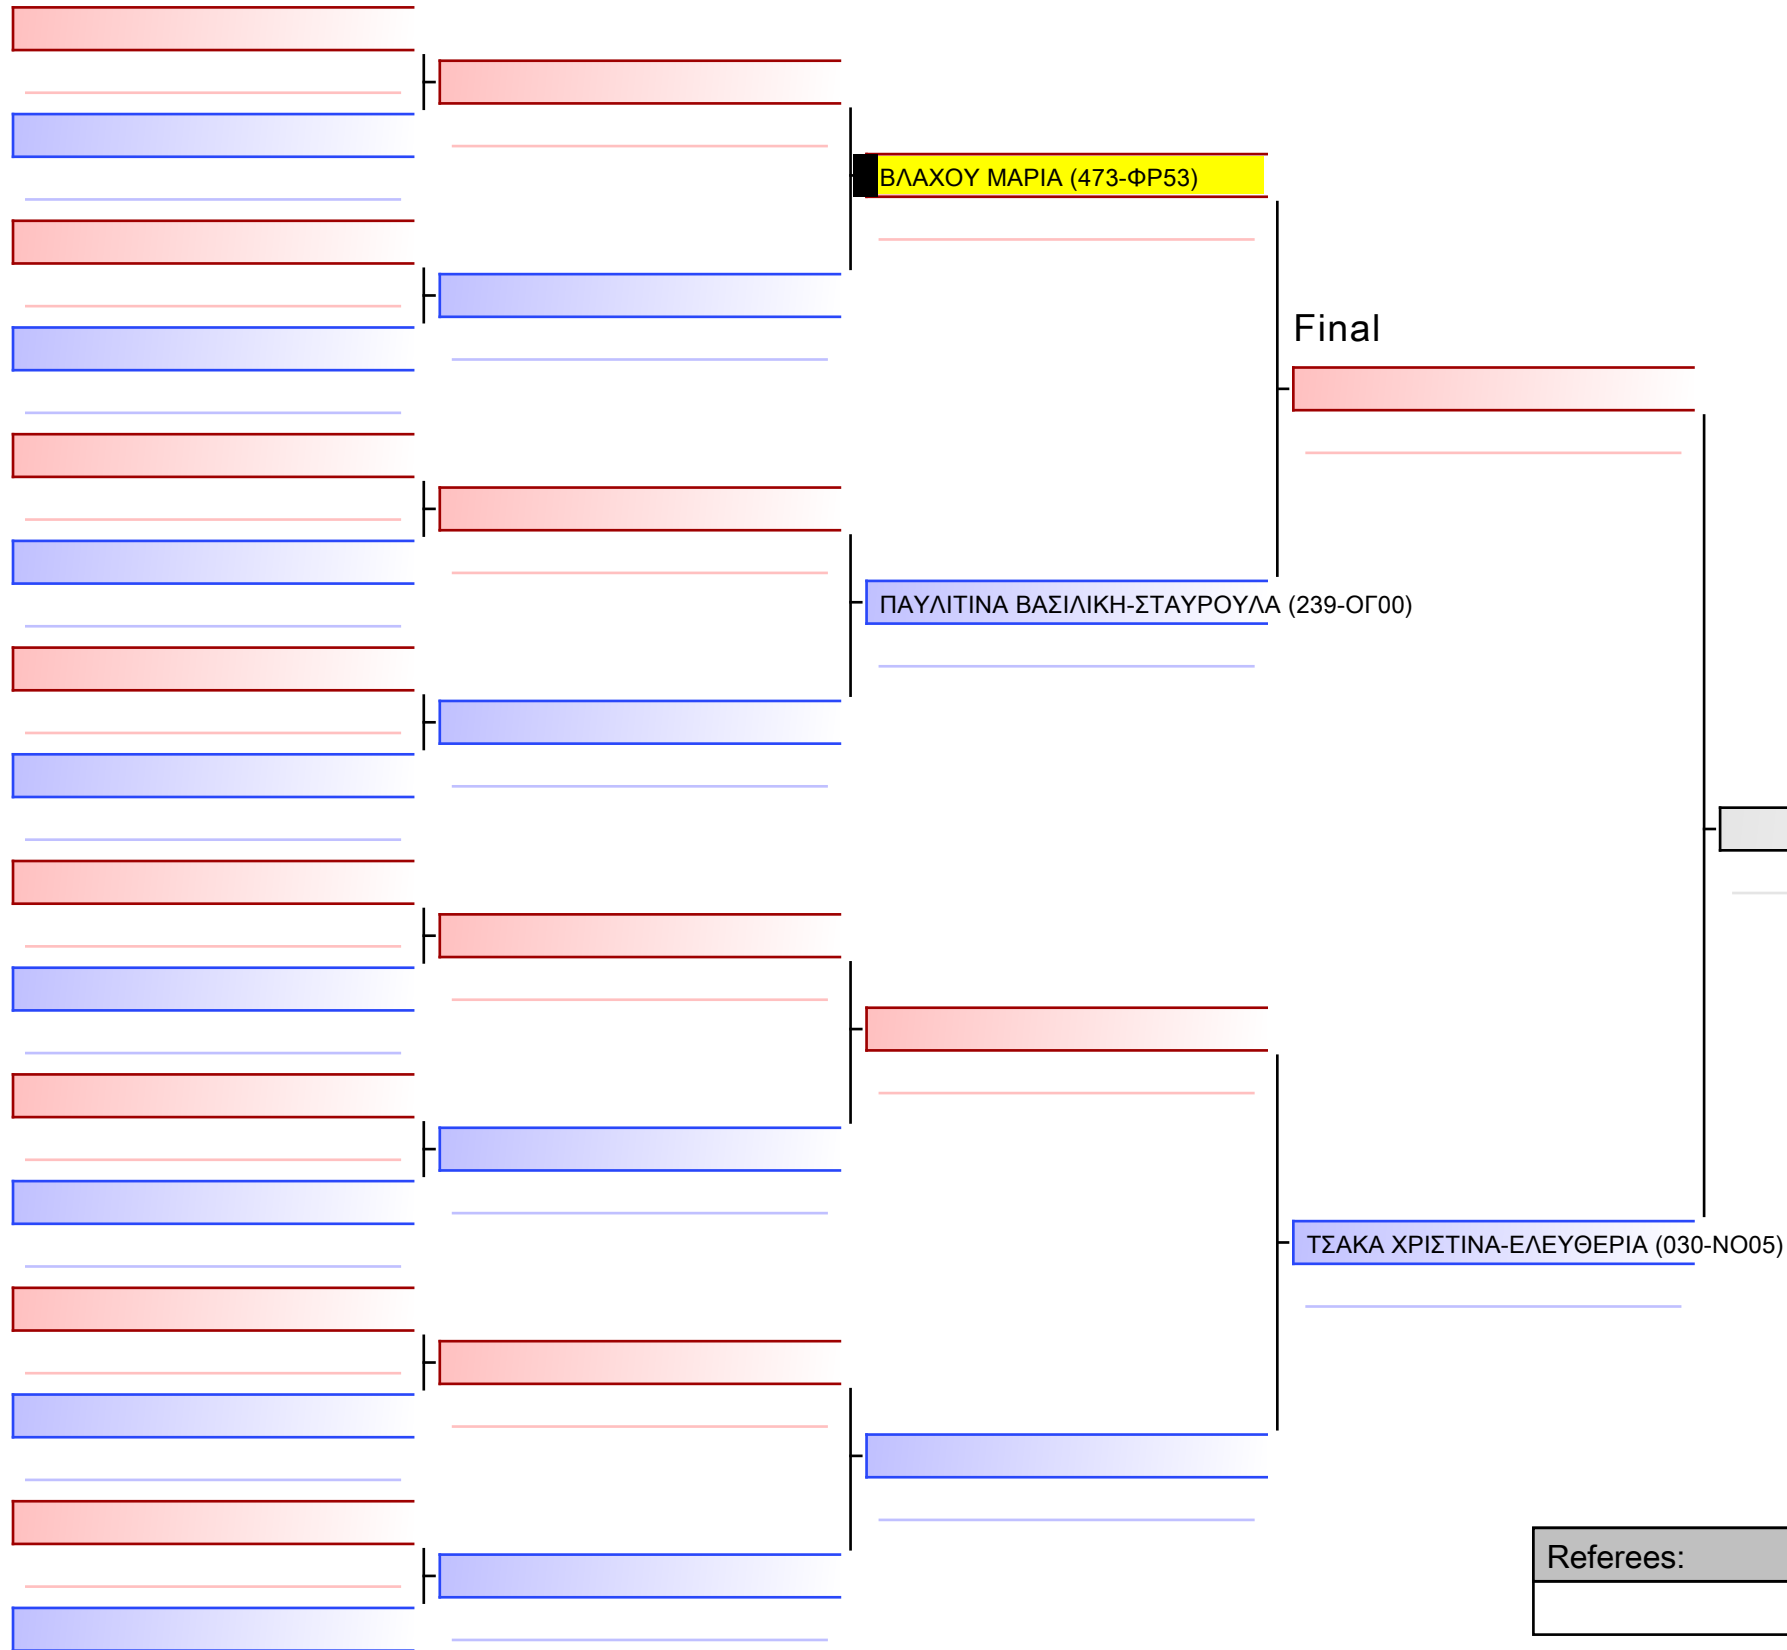 ΒΛΑΧΟΥ ΜΑΡΙΑ (473-ΦΡ53)
Final
ΠΑΥΛΙΤΙΝΑ ΒΑΣΙΛΙΚΗ-ΣΤΑΥΡΟΥΛΑ (239-ΟΓ00)
ΤΣΑΚΑ ΧΡΙΣΤΙΝΑ-ΕΛΕΥΘΕΡΙΑ (030-ΝΟ05)
Referees: